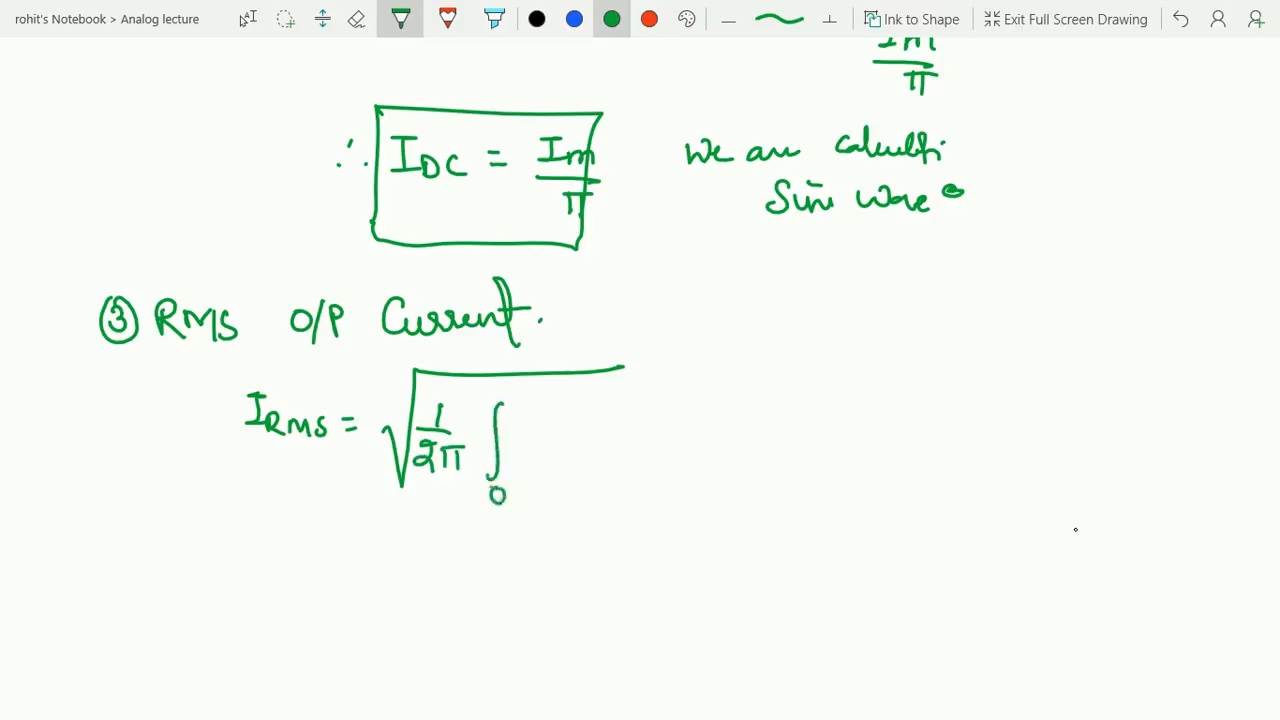 rohit's Notebook > Analog lecture
Ink to Shape
Exit Full Screen Drawing
Im
π
∴ IDC = Im/π
We are
Sine wave
③ RMS O/P Current.
IRMS = √ 1/2π ∫0